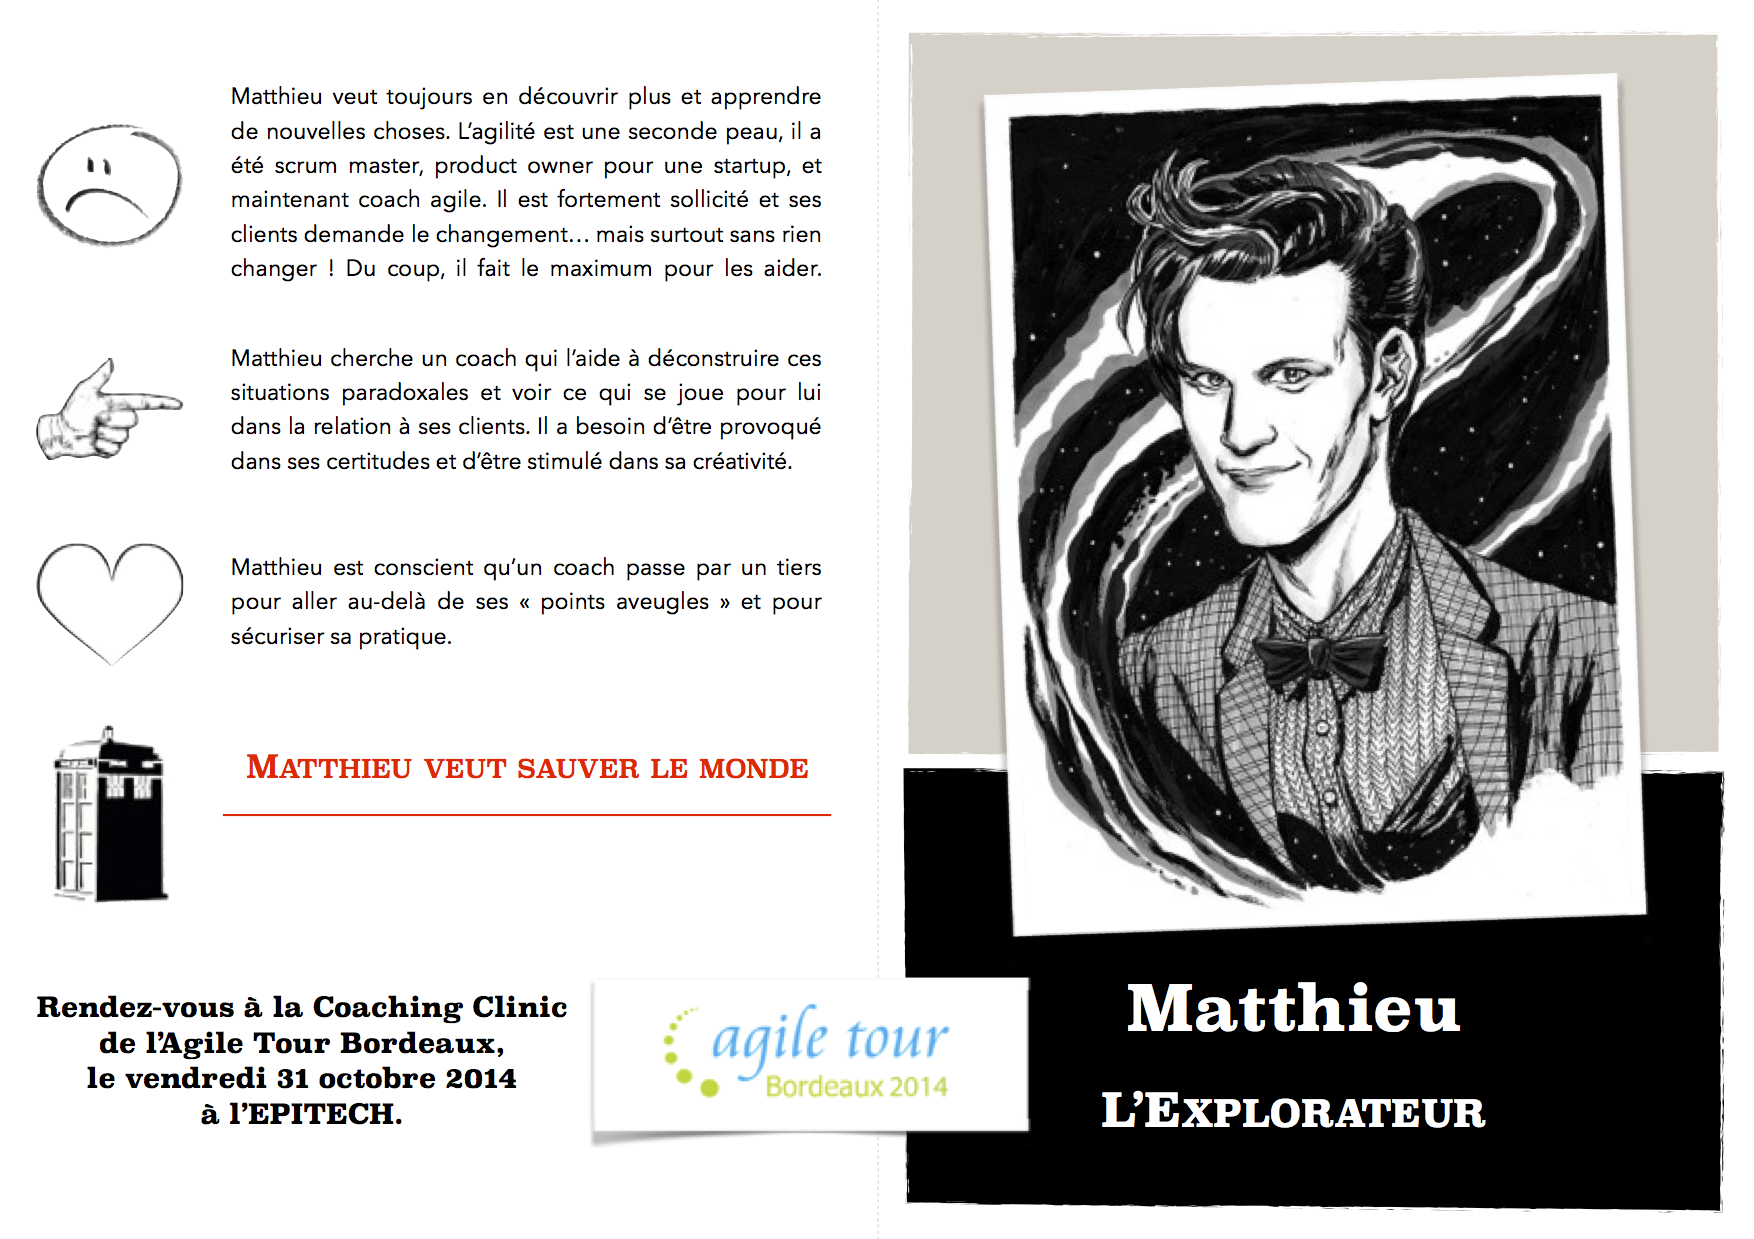 Matthieu veut toujours en découvrir plus et apprendre
de nouvelles choses. L’agilité est une seconde peau, il a
été scrum master, product owner pour une startup, et
maintenant coach agile. Il est fortement sollicité et ses
clients demande le changement… mais surtout sans rien
changer ! Du coup, il fait le maximum pour les aider.
Matthieu cherche un coach qui l’aide à déconstruire ces
situations paradoxales et voir ce qui se joue pour lui
dans la relation à ses clients. Il a besoin d’être provoqué
dans ses certitudes et d’être stimulé dans sa créativité.
Matthieu est conscient qu’un coach passe par un tiers
pour aller au-delà de ses « points aveugles » et pour
sécuriser sa pratique.
MATTHIEU VEUT SAUVER LE MONDE
Rendez-vous à la Coaching Clinic
de l’Agile Tour Bordeaux,
le vendredi 31 octobre 2014
à l’EPITECH.
agile tour
Bordeaux 2014
Matthieu
L’EXPLORATEUR